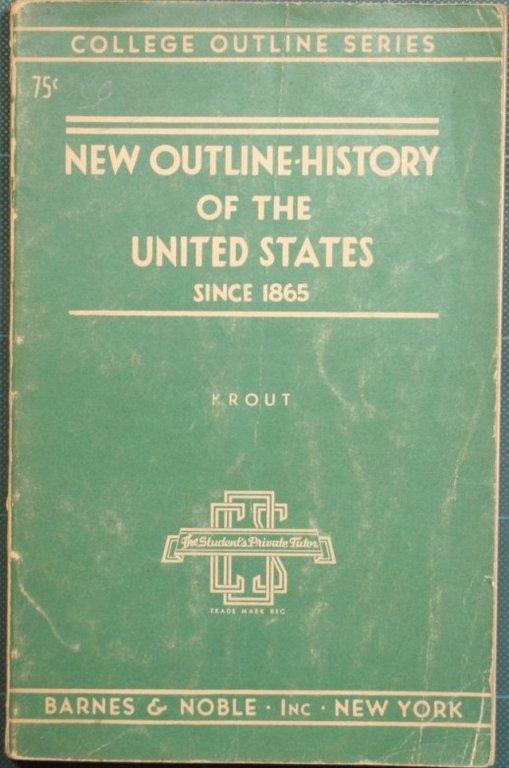 COLLEGE OUTLINE SERIES
75¢
NEW OUTLINE-HISTORY
OF THE
UNITED STATES
SINCE 1865
KROUT
COS
The Student's Private Tutor
TRADE MARK REG
BARNES & NOBLE · INC · NEW YORK